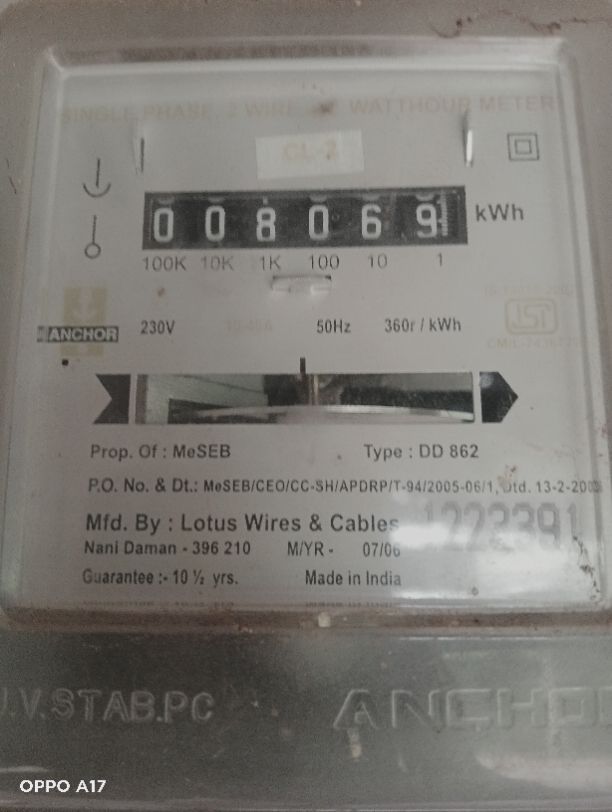 SINGLE PHASE, 2 WIRE WATTHOUR METER
CL-2
008069 kWh
100K 10K 1K 100 10 1
ANCHOR
230V 50Hz 360r / kWh
Prop. Of : MeSEB Type : DD 862
P.O. No. & Dt.: MeSEB/CEO/CC-SH/APDRP/T-94/2005-06/1, Dtd. 13-2-200
Mfd. By : Lotus Wires & Cables
1223391
Nani Daman - 396 210 M/YR - 07/06
Guarantee :- 10 ½ yrs. Made in India
U.V.STAB.PC ANCHO
OPPO A17